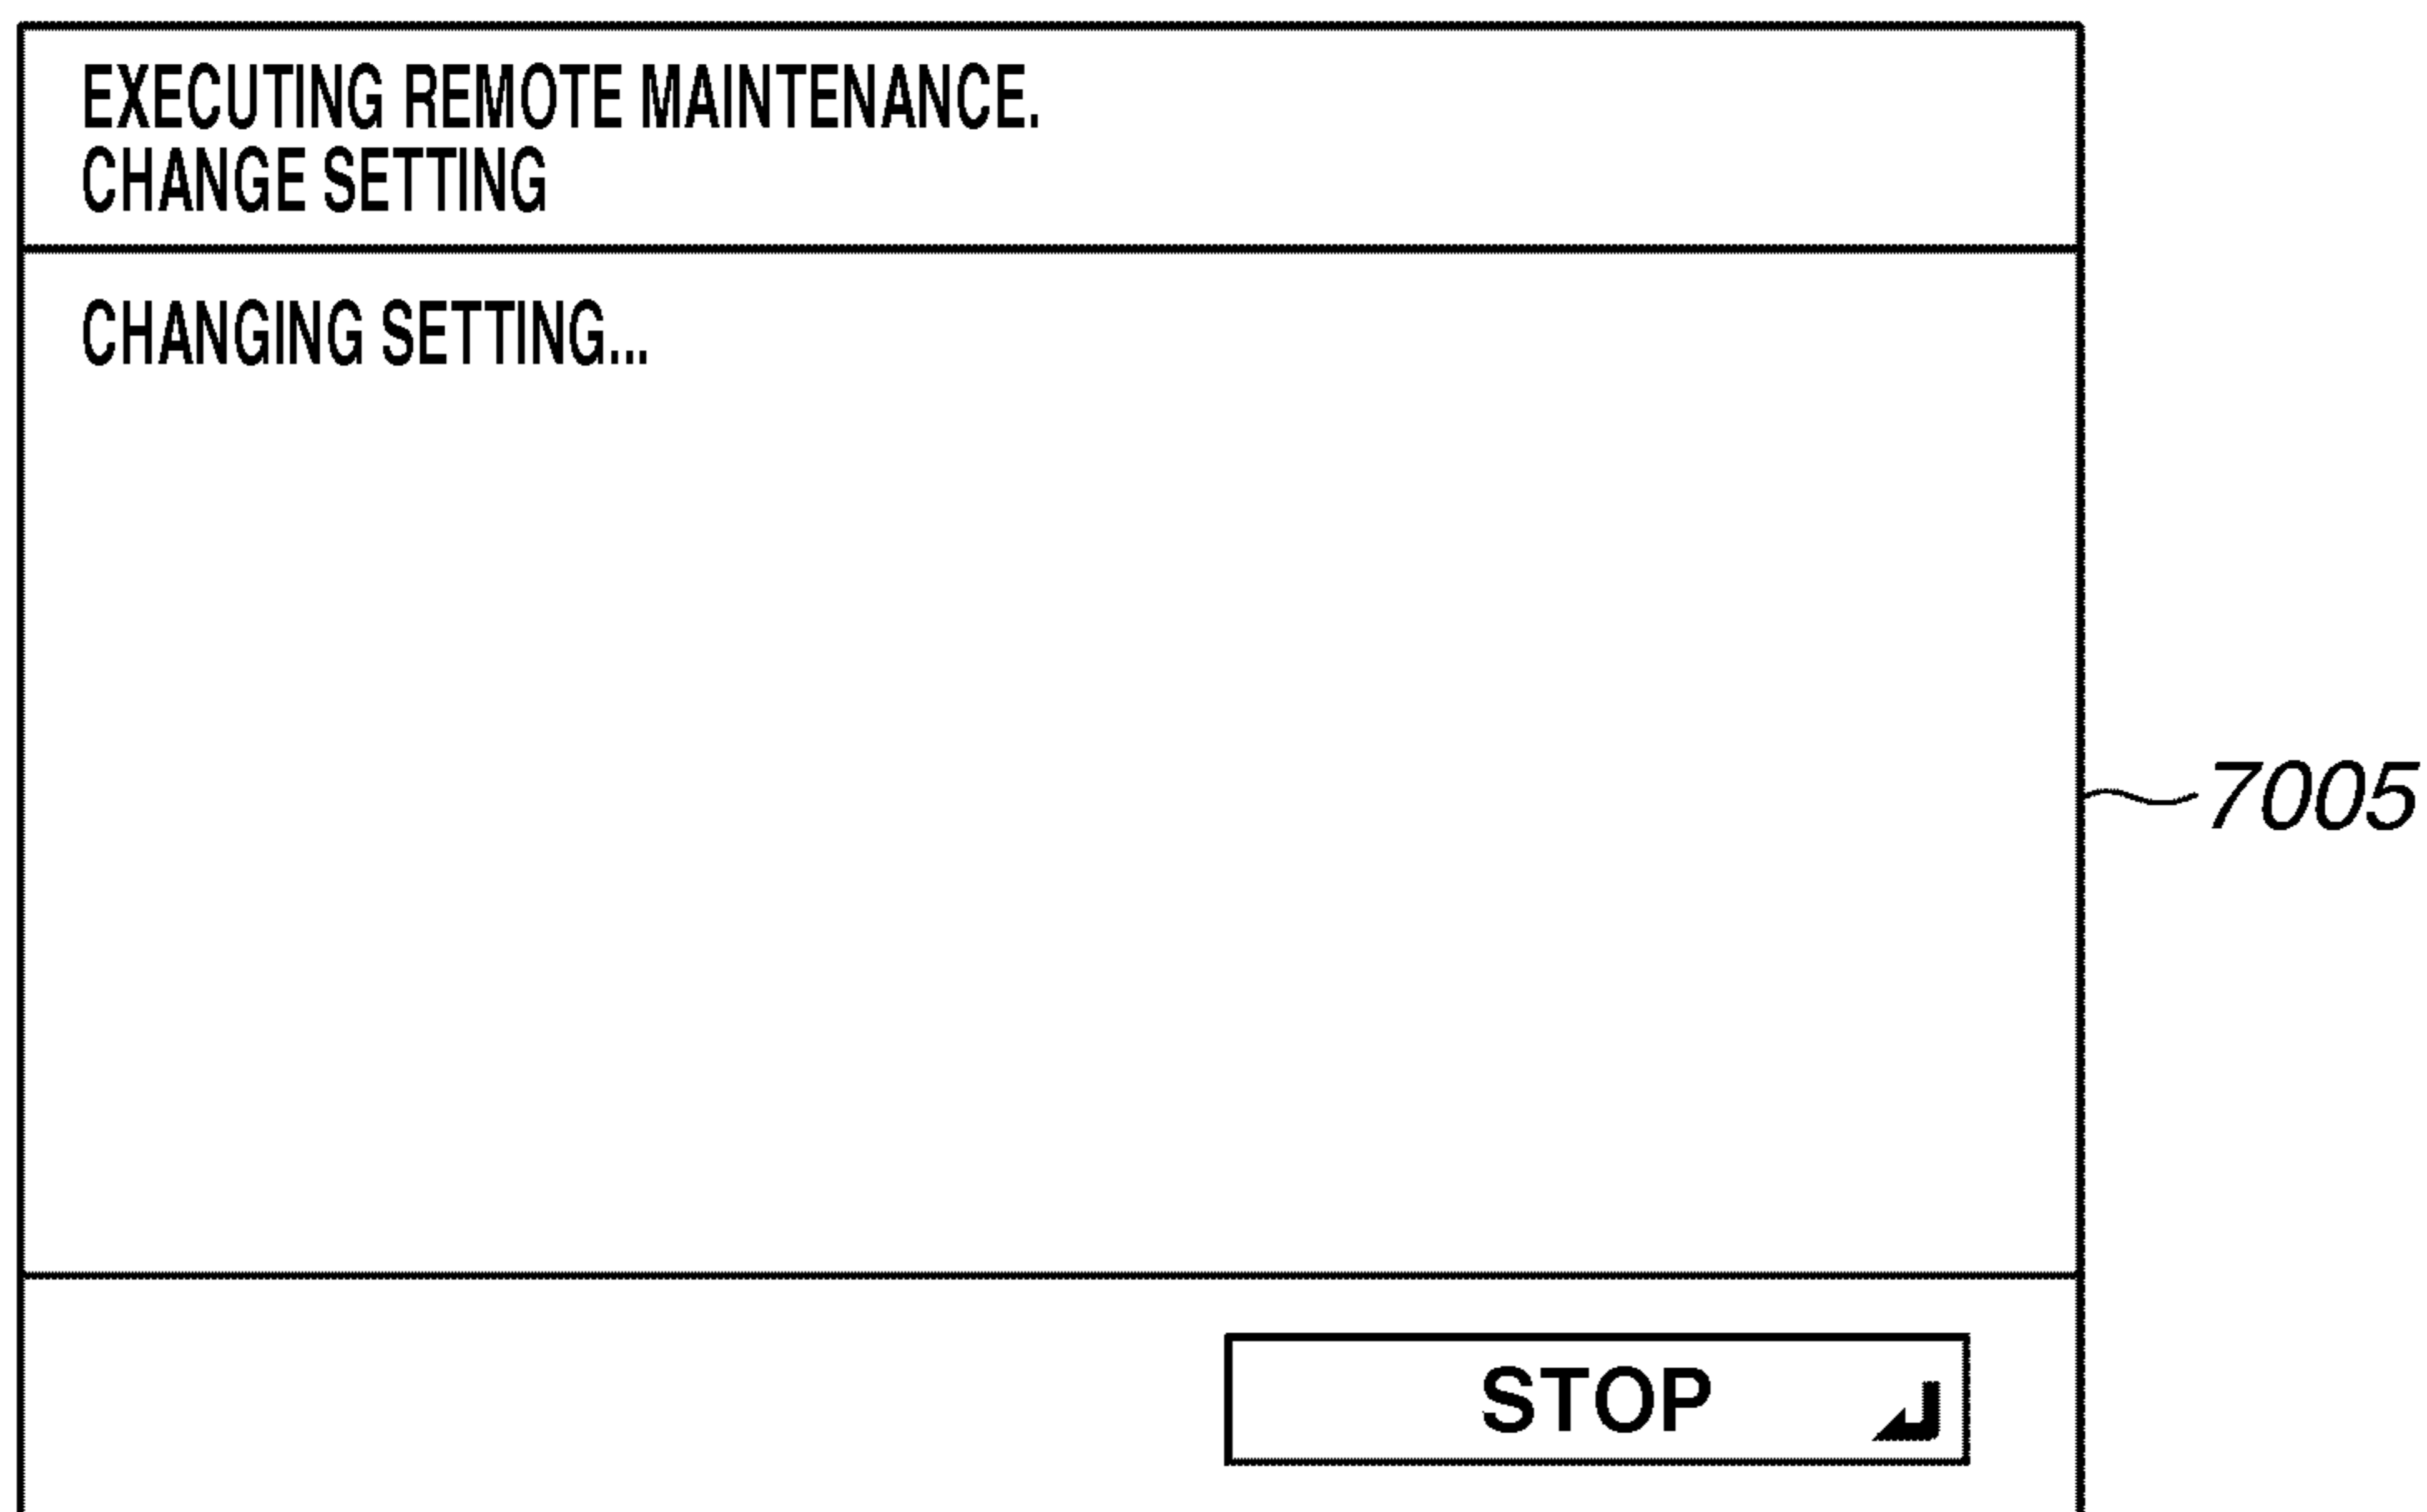 EXECUTING REMOTE MAINTENANCE.
CHANGE SETTING
CHANGING SETTING...
7005
STOP